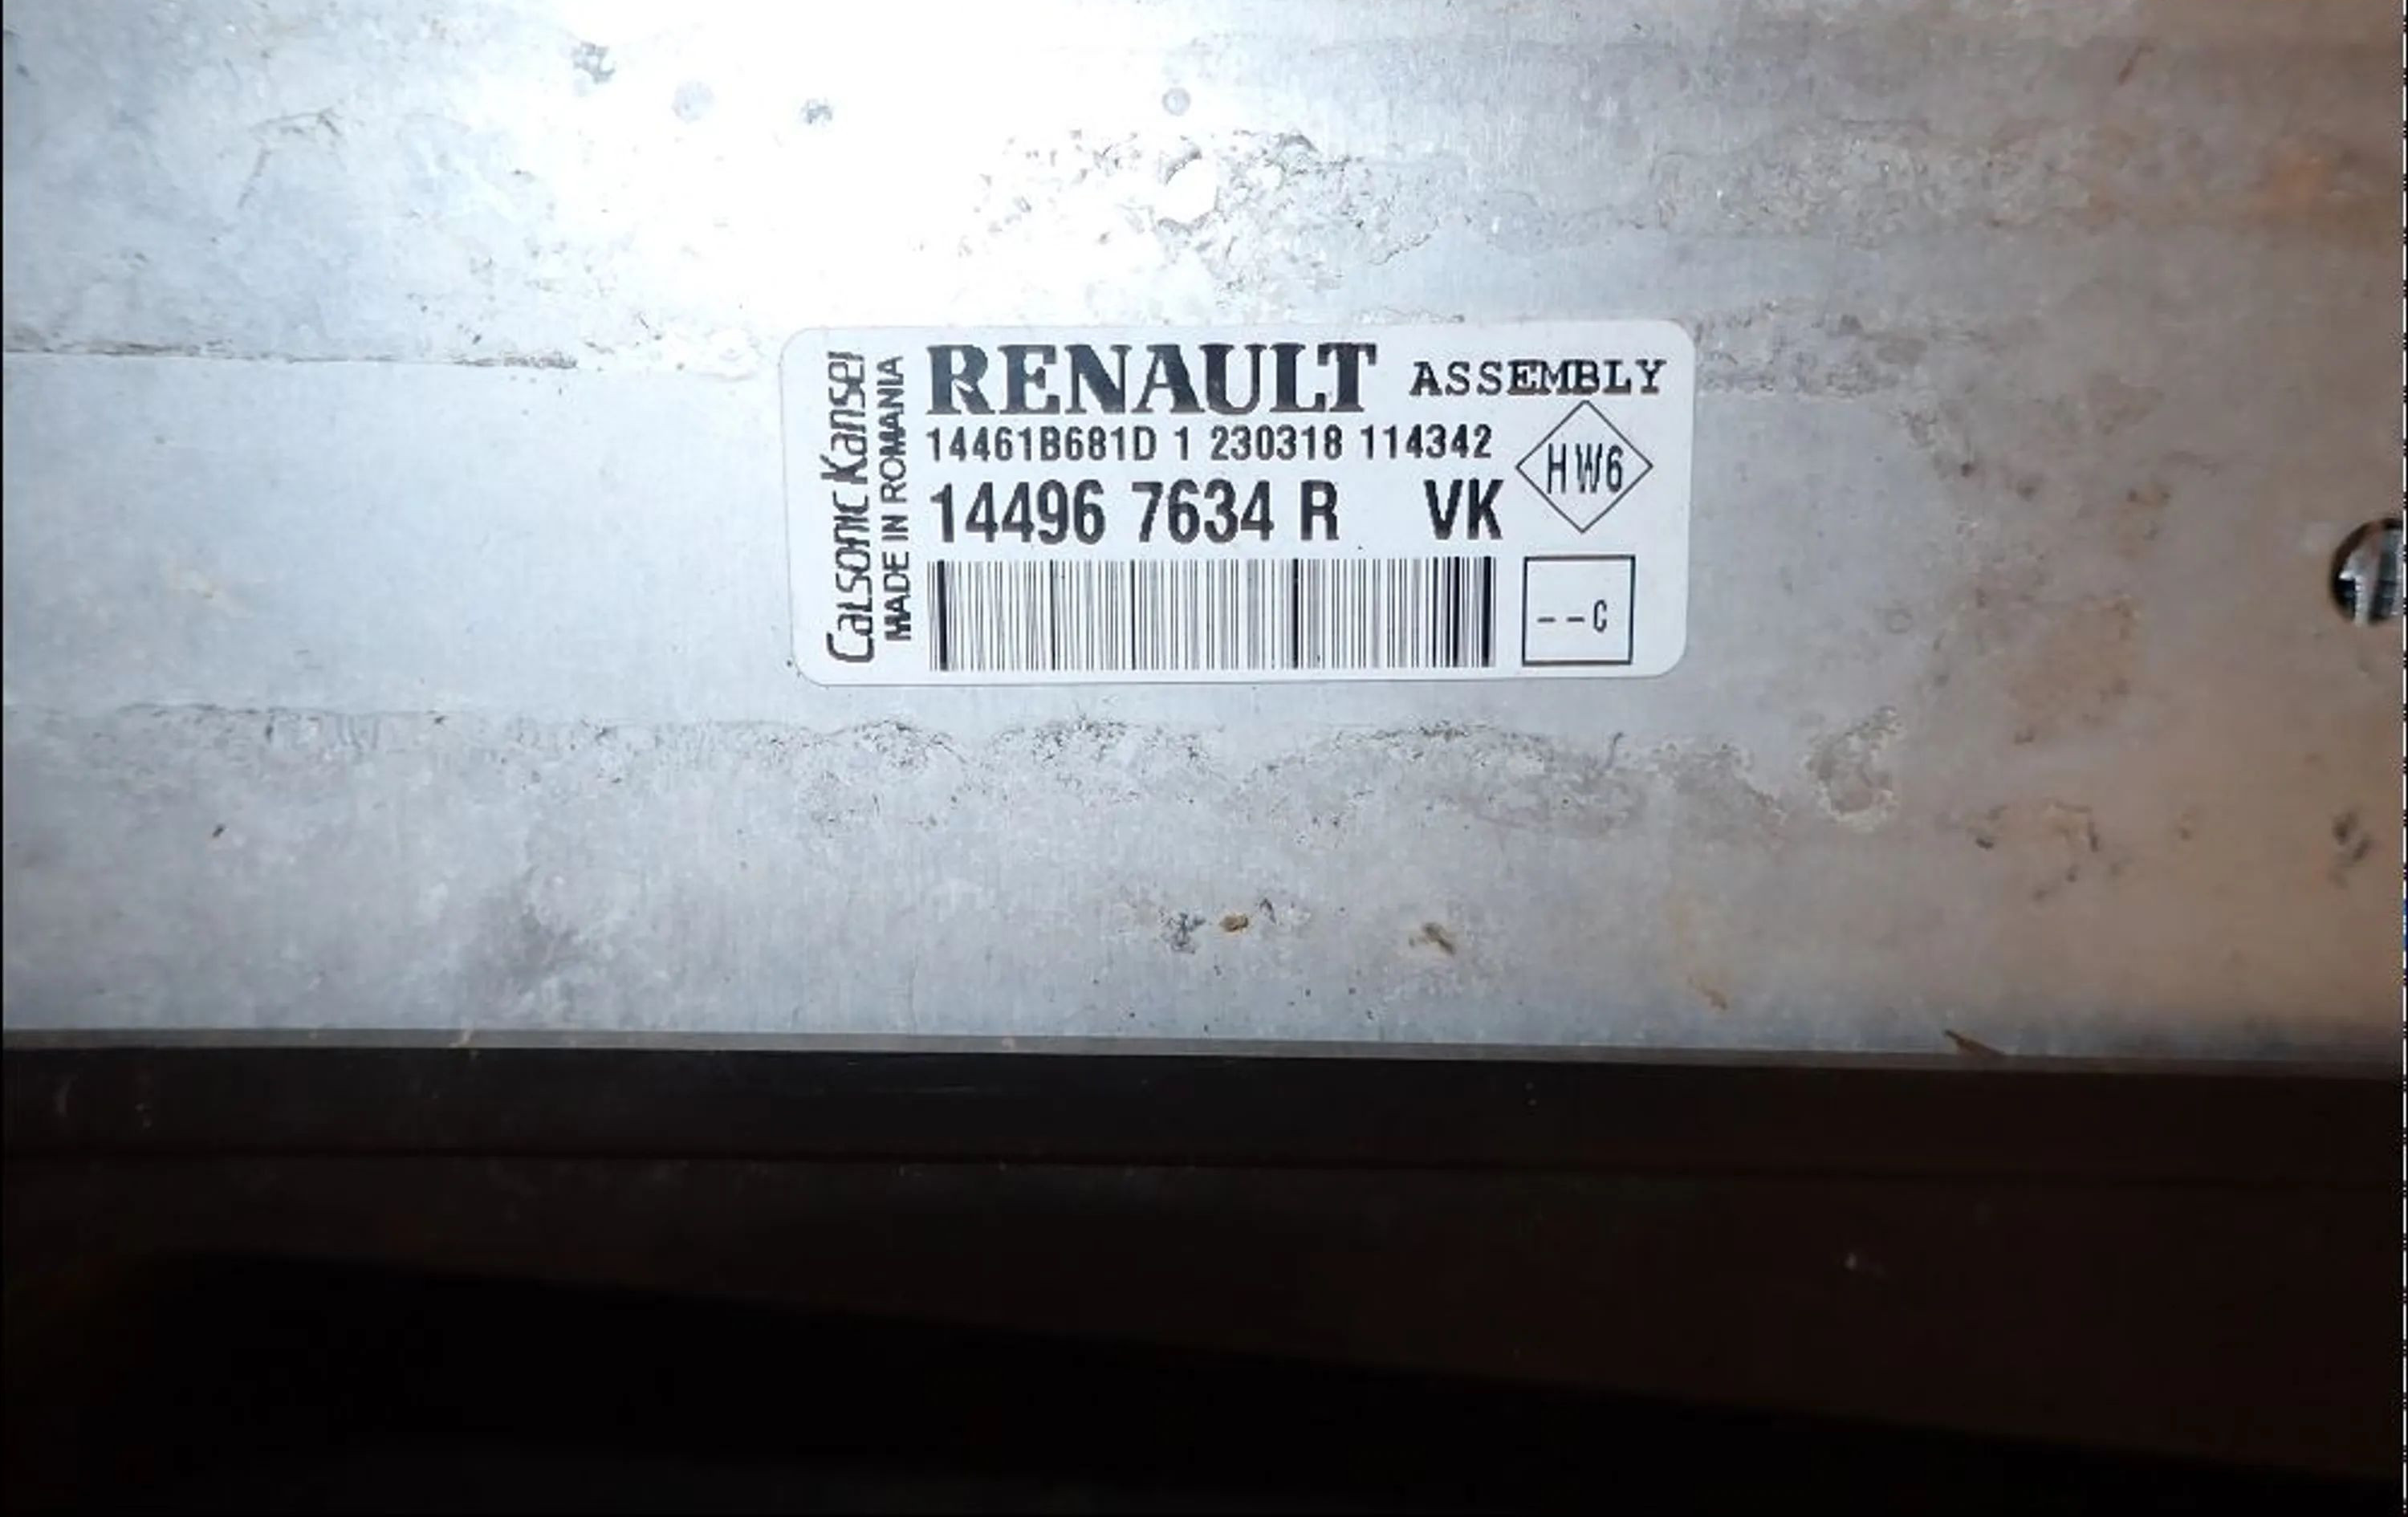 Calsonic Kansei
MADE IN ROMANIA
RENAULT ASSEMBLY
14461B681D 1 230318 114342
HW6
14496 7634 R VK
--C